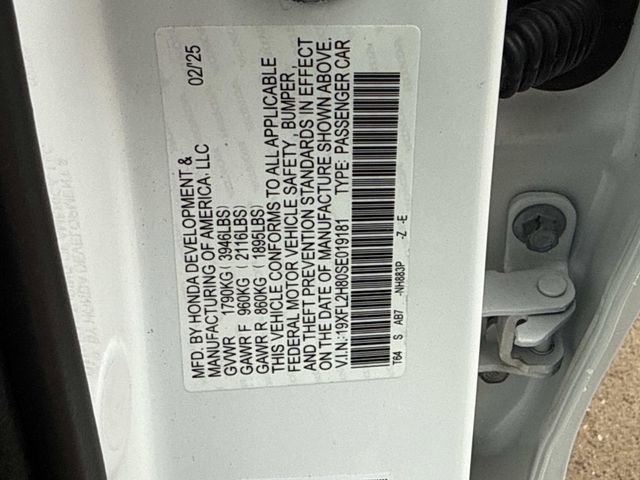 MFD. BY HONDA DEVELOPMENT & 02/'25
MANUFACTURING OF AMERICA, LLC
GVWR 1790KG ( 3946LBS)
GAWR F 960KG ( 2116LBS)
GAWR R 860KG ( 1895LBS)
THIS VEHICLE CONFORMS TO ALL APPLICABLE
FEDERAL MOTOR VEHICLE SAFETY , BUMPER,
AND THEFT PREVENTION STANDARDS IN EFFECT
ON THE DATE OF MANUFACTURE SHOWN ABOVE.
V.I.N.:19XFL2H80SE019181 TYPE: PASSENGER CAR
T64 S AB7 -NH883P -Z -E